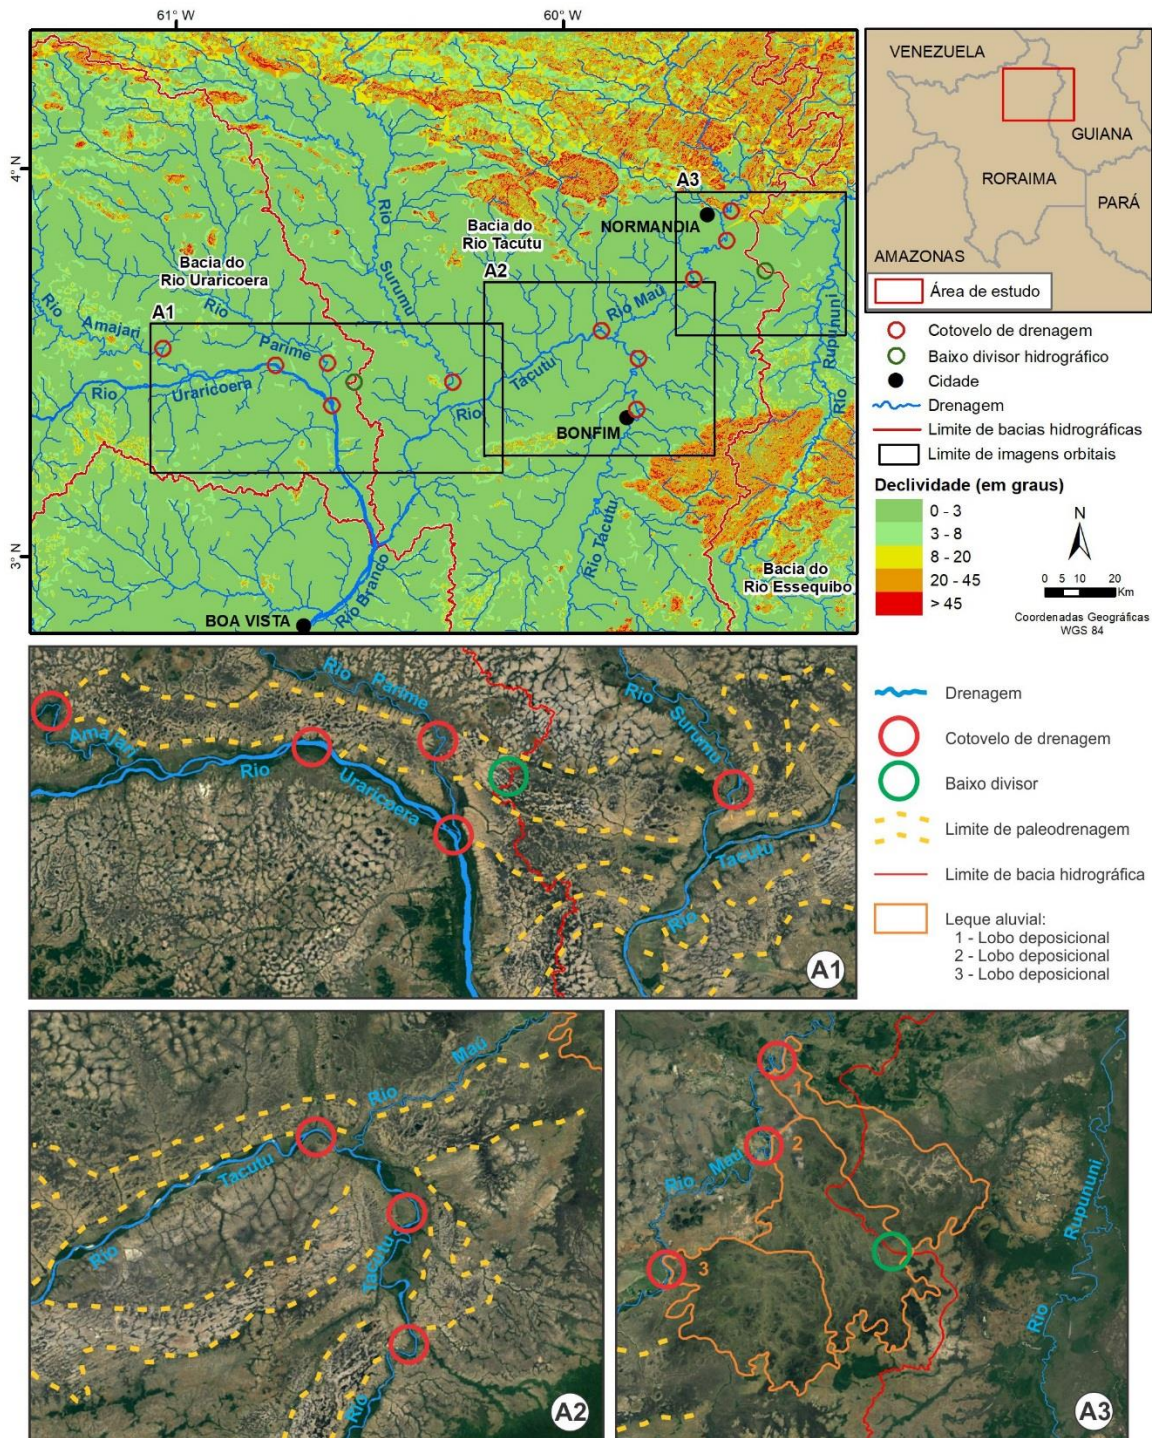 61° W
60° W
4° N
3° N
A3
NORMANDIA
Bacia do
Rio Tacutu
Bacia do
Rio Uraricoera
Rio
Surumu
A2
Rio Maú
A1
Rio
Amajari
Rio
Parime
Rio
Uraricoera
Rio
Tacutu
BONFIM
Rupununi
Rio
Rio Tacutu
Bacia do
Rio Essequibo
Rio Branco
BOA VISTA
VENEZUELA
GUIANA
RORAIMA
PARÁ
AMAZONAS
Área de estudo
Cotovelo de drenagem
Baixo divisor hidrográfico
Cidade
Drenagem
Limite de bacias hidrográficas
Limite de imagens orbitais
Declividade (em graus)
0 - 3
3 - 8
8 - 20
20 - 45
> 45
N
0 5 10 20
Km
Coordenadas Geográficas
WGS 84
Rio
Parime
Rio
Surumu
Amajari
Rio
Uraricoera
Tacutu
Rio
A1
Drenagem
Cotovelo de drenagem
Baixo divisor
Limite de paleodrenagem
Limite de bacia hidrográfica
Leque aluvial:
1 - Lobo deposicional
2 - Lobo deposicional
3 - Lobo deposicional
Maú
Rio
Tacutu
Rio
Tacutu
Rio
A2
1
2
Rio Maú
3
Rupununi
Rio
A3